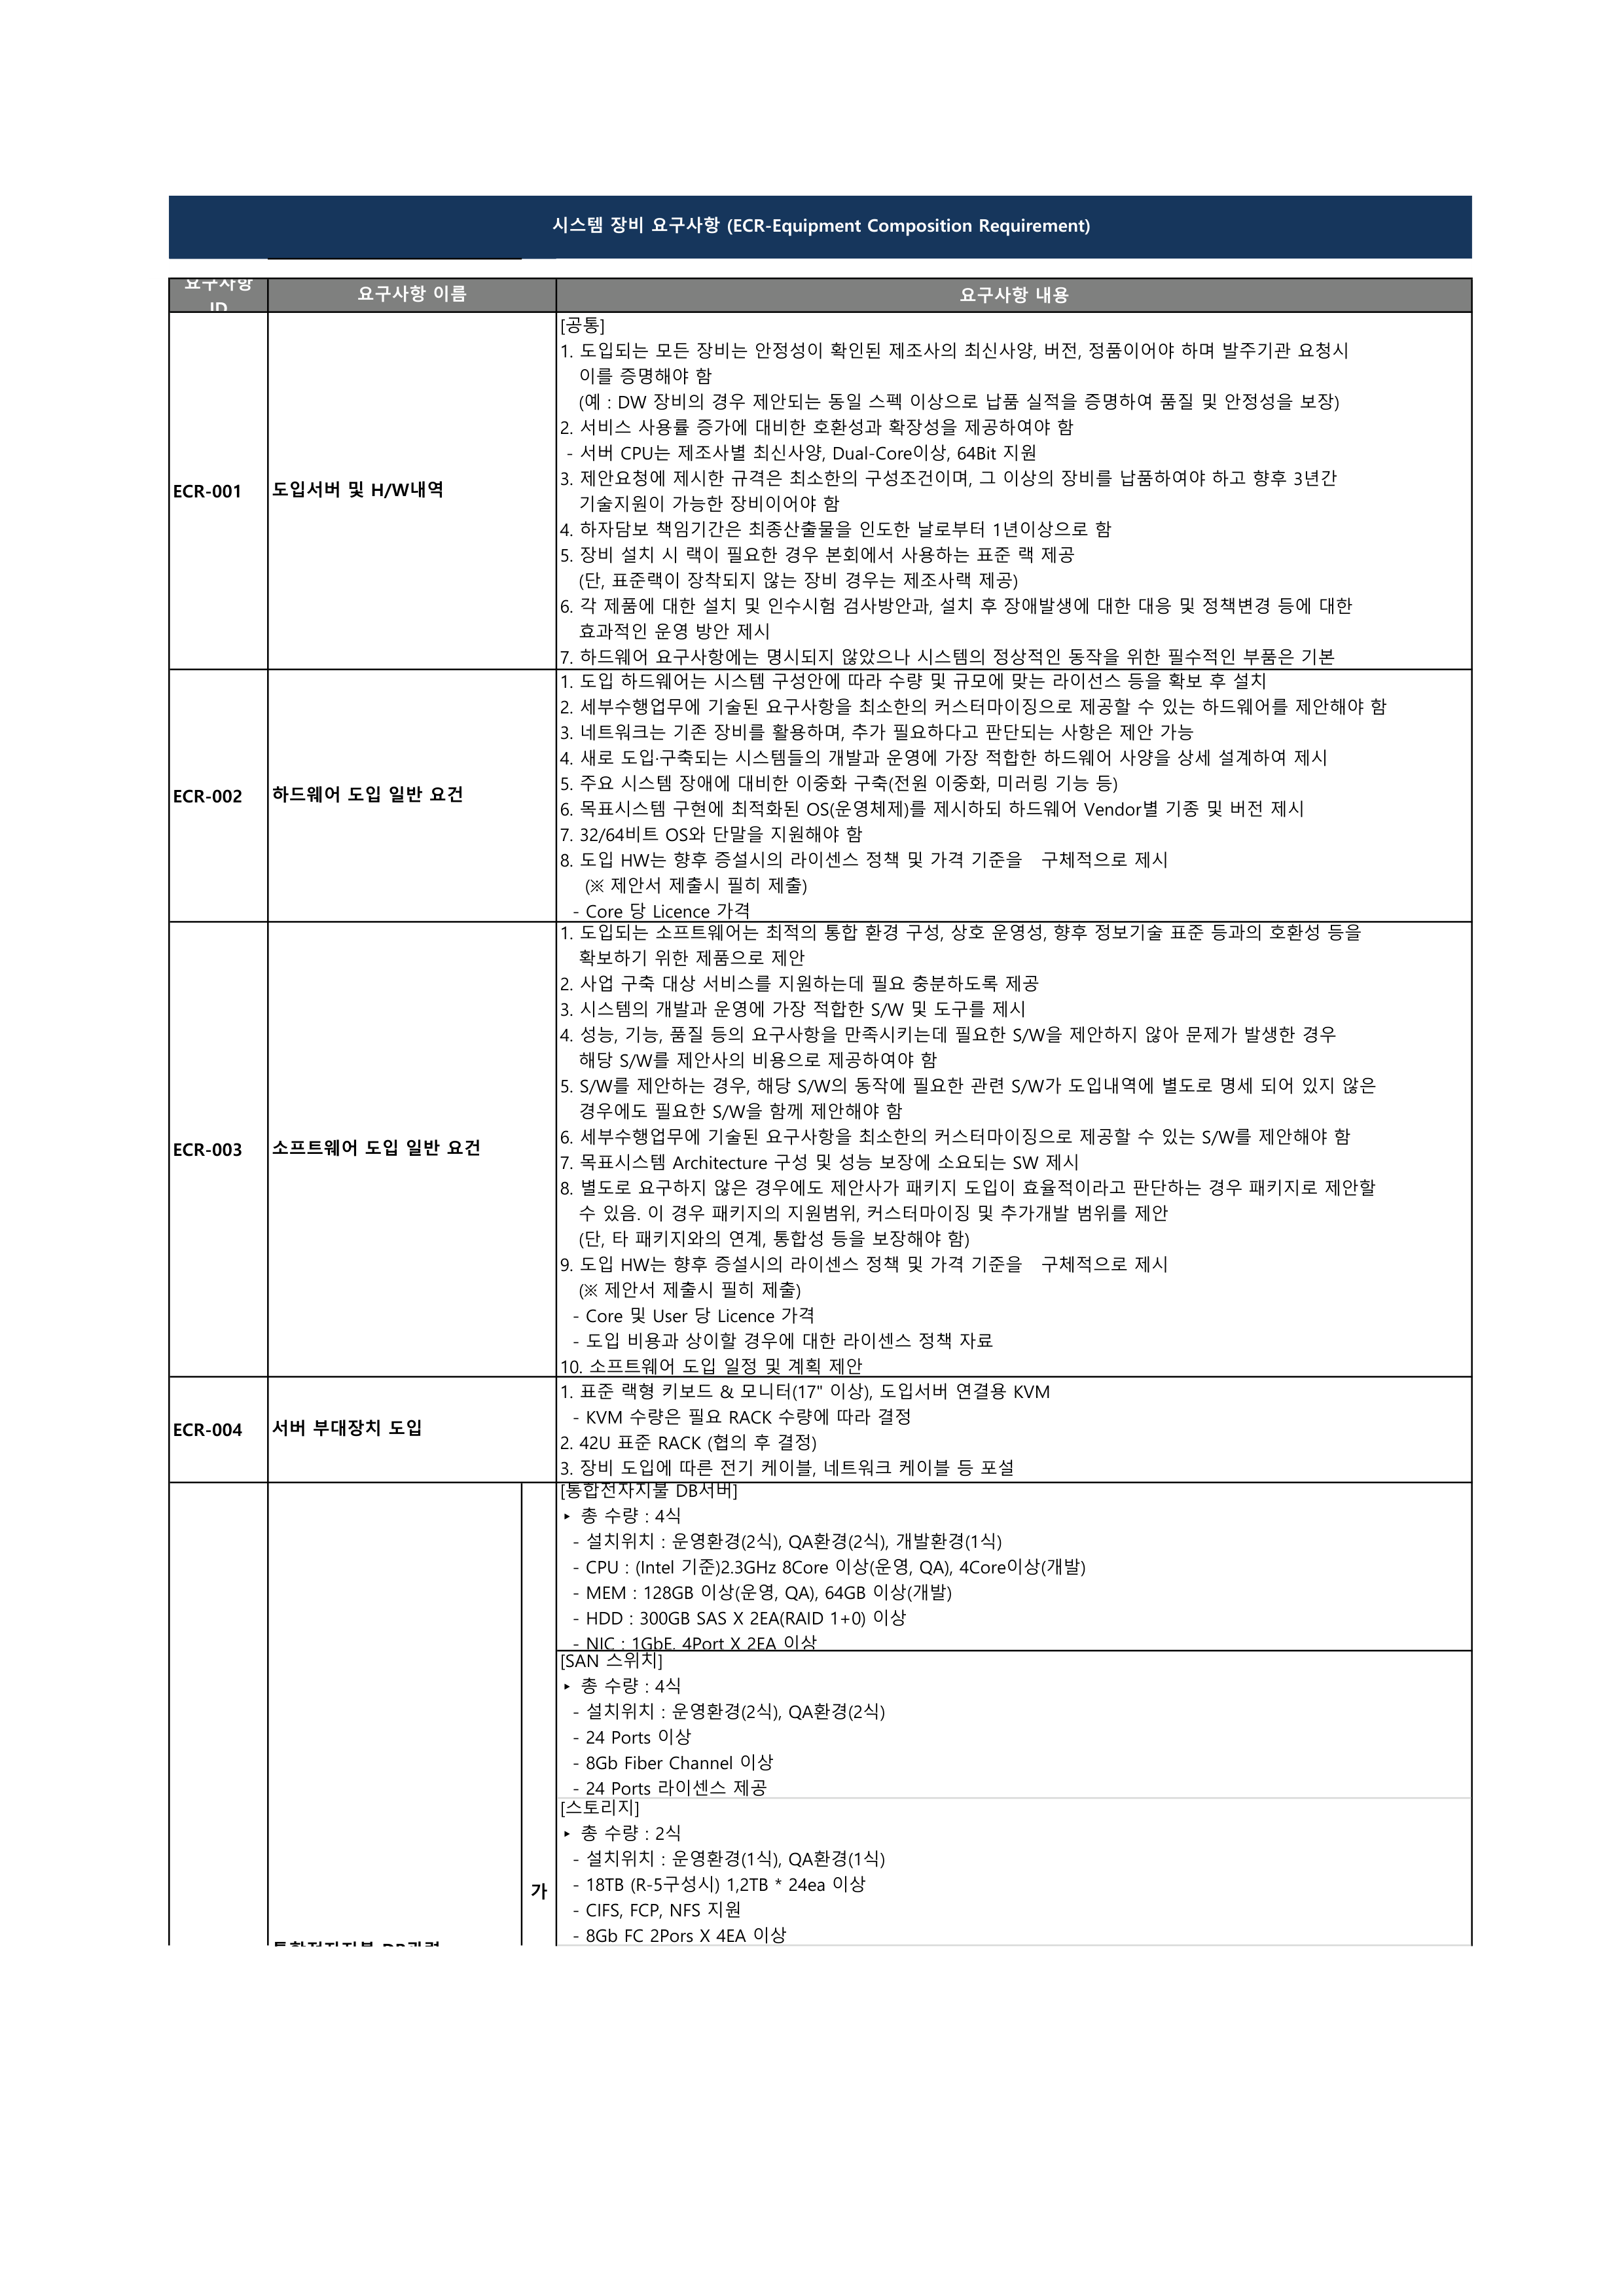 시스템 장비 요구사항 (ECR-Equipment Composition Requirement)
요구사항
ID
요구사항 이름
요구사항 내용
ECR-001
도입서버 및 H/W내역
[공통]
1. 도입되는 모든 장비는 안정성이 확인된 제조사의 최신사양, 버전, 정품이어야 하며 발주기관 요청시
이를 증명해야 함
(예 : DW 장비의 경우 제안되는 동일 스펙 이상으로 납품 실적을 증명하여 품질 및 안정성을 보장)
2. 서비스 사용률 증가에 대비한 호환성과 확장성을 제공하여야 함
- 서버 CPU는 제조사별 최신사양, Dual-Core이상, 64Bit 지원
3. 제안요청에 제시한 규격은 최소한의 구성조건이며, 그 이상의 장비를 납품하여야 하고 향후 3년간
기술지원이 가능한 장비이어야 함
4. 하자담보 책임기간은 최종산출물을 인도한 날로부터 1년이상으로 함
5. 장비 설치 시 랙이 필요한 경우 본회에서 사용하는 표준 랙 제공
(단, 표준랙이 장착되지 않는 장비 경우는 제조사랙 제공)
6. 각 제품에 대한 설치 및 인수시험 검사방안과, 설치 후 장애발생에 대한 대응 및 정책변경 등에 대한
효과적인 운영 방안 제시
7. 하드웨어 요구사항에는 명시되지 않았으나 시스템의 정상적인 동작을 위한 필수적인 부품은 기본
ECR-002
하드웨어 도입 일반 요건
1. 도입 하드웨어는 시스템 구성안에 따라 수량 및 규모에 맞는 라이선스 등을 확보 후 설치
2. 세부수행업무에 기술된 요구사항을 최소한의 커스터마이징으로 제공할 수 있는 하드웨어를 제안해야 함
3. 네트워크는 기존 장비를 활용하며, 추가 필요하다고 판단되는 사항은 제안 가능
4. 새로 도입·구축되는 시스템들의 개발과 운영에 가장 적합한 하드웨어 사양을 상세 설계하여 제시
5. 주요 시스템 장애에 대비한 이중화 구축(전원 이중화, 미러링 기능 등)
6. 목표시스템 구현에 최적화된 OS(운영체제)를 제시하되 하드웨어 Vendor별 기종 및 버전 제시
7. 32/64비트 OS와 단말을 지원해야 함
8. 도입 HW는 향후 증설시의 라이센스 정책 및 가격 기준을 구체적으로 제시
(※ 제안서 제출시 필히 제출)
- Core 당 Licence 가격
ECR-003
소프트웨어 도입 일반 요건
1. 도입되는 소프트웨어는 최적의 통합 환경 구성, 상호 운영성, 향후 정보기술 표준 등과의 호환성 등을
확보하기 위한 제품으로 제안
2. 사업 구축 대상 서비스를 지원하는데 필요 충분하도록 제공
3. 시스템의 개발과 운영에 가장 적합한 S/W 및 도구를 제시
4. 성능, 기능, 품질 등의 요구사항을 만족시키는데 필요한 S/W을 제안하지 않아 문제가 발생한 경우
해당 S/W를 제안사의 비용으로 제공하여야 함
5. S/W를 제안하는 경우, 해당 S/W의 동작에 필요한 관련 S/W가 도입내역에 별도로 명세 되어 있지 않은
경우에도 필요한 S/W을 함께 제안해야 함
6. 세부수행업무에 기술된 요구사항을 최소한의 커스터마이징으로 제공할 수 있는 S/W를 제안해야 함
7. 목표시스템 Architecture 구성 및 성능 보장에 소요되는 SW 제시
8. 별도로 요구하지 않은 경우에도 제안사가 패키지 도입이 효율적이라고 판단하는 경우 패키지로 제안할
수 있음. 이 경우 패키지의 지원범위, 커스터마이징 및 추가개발 범위를 제안
(단, 타 패키지와의 연계, 통합성 등을 보장해야 함)
9. 도입 HW는 향후 증설시의 라이센스 정책 및 가격 기준을 구체적으로 제시
(※ 제안서 제출시 필히 제출)
- Core 및 User 당 Licence 가격
- 도입 비용과 상이할 경우에 대한 라이센스 정책 자료
10. 소프트웨어 도입 일정 및 계획 제안
ECR-004
서버 부대장치 도입
1. 표준 랙형 키보드 & 모니터(17" 이상), 도입서버 연결용 KVM
- KVM 수량은 필요 RACK 수량에 따라 결정
2. 42U 표준 RACK (협의 후 결정)
3. 장비 도입에 따른 전기 케이블, 네트워크 케이블 등 포설
[통합전자지불 DB서버]
▸ 총 수량 : 4식
- 설치위치 : 운영환경(2식), QA환경(2식), 개발환경(1식)
- CPU : (Intel 기준)2.3GHz 8Core 이상(운영, QA), 4Core이상(개발)
- MEM : 128GB 이상(운영, QA), 64GB 이상(개발)
- HDD : 300GB SAS X 2EA(RAID 1+0) 이상
- NIC : 1GbE, 4Port X 2EA 이상
[SAN 스위치]
▸ 총 수량 : 4식
- 설치위치 : 운영환경(2식), QA환경(2식)
- 24 Ports 이상
- 8Gb Fiber Channel 이상
- 24 Ports 라이센스 제공
[스토리지]
▸ 총 수량 : 2식
- 설치위치 : 운영환경(1식), QA환경(1식)
- 18TB (R-5구성시) 1,2TB * 24ea 이상
- CIFS, FCP, NFS 지원
- 8Gb FC 2Pors X 4EA 이상
가